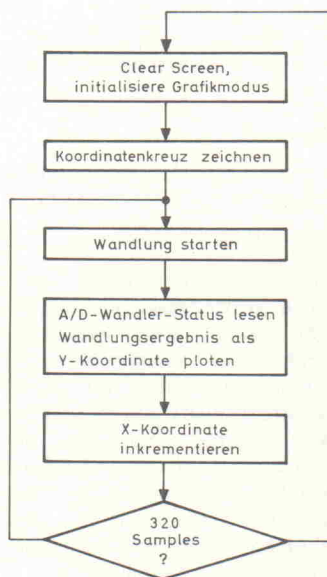 Clear Screen,
initialisiere Grafikmodus
Koordinatenkreuz zeichnen
Wandlung starten
A/D-Wandler-Status lesen
Wandlungsergebnis als
Y-Koordinate ploten
X-Koordinate
inkrementieren
320
Samples
?